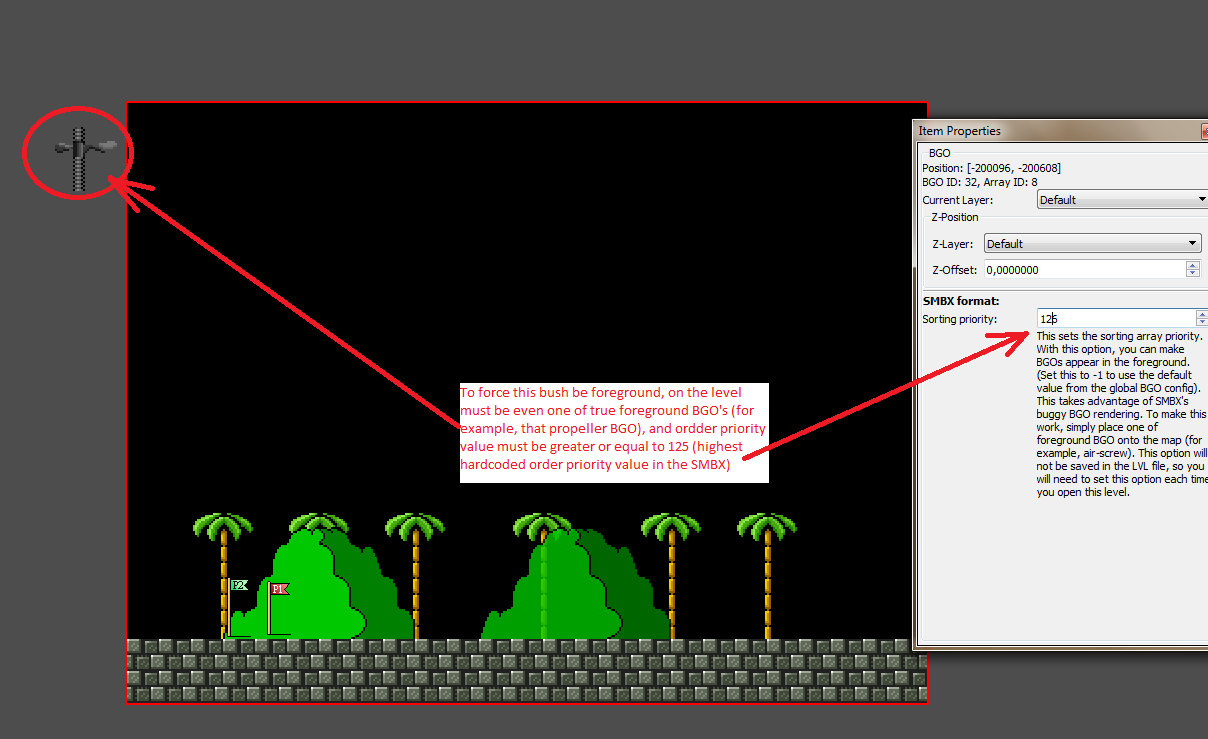 Item Properties
BGO
Position: [-200096, -200608]
BGO ID: 32, Array ID: 8
Current Layer: Default
Z-Position
Z-Layer: Default
Z-Offset: 0,0000000
SMBX format:
Sorting priority: 125
This sets the sorting array priority.
With this option, you can make
BGOs appear in the foreground.
(Set this to -1 to use the default
value from the global BGO config).
This takes advantage of SMBX's
buggy BGO rendering. To make this
work, simply place one of
foreground BGO onto the map (for
example, air-screw). This option will
not be saved in the LVL file, so you
will need to set this option each time
you open this level.
To force this bush be foreground, on the level
must be even one of true foreground BGO's (for
example, that propeller BGO), and ordder priority
value must be greater or equal to 125 (highest
hardcoded order priority value in the SMBX)
P2
P1